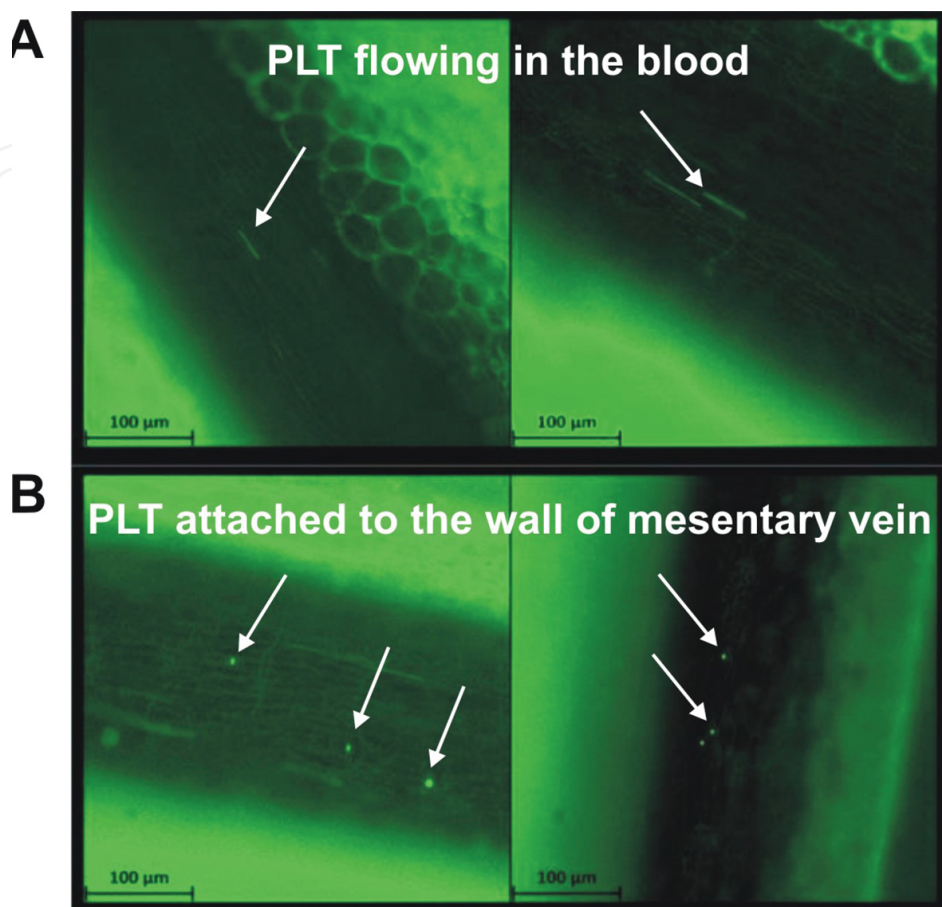 A
PLT flowing in the blood
100 µm
100 µm
B
PLT attached to the wall of mesentary vein
100 µm
100 µm